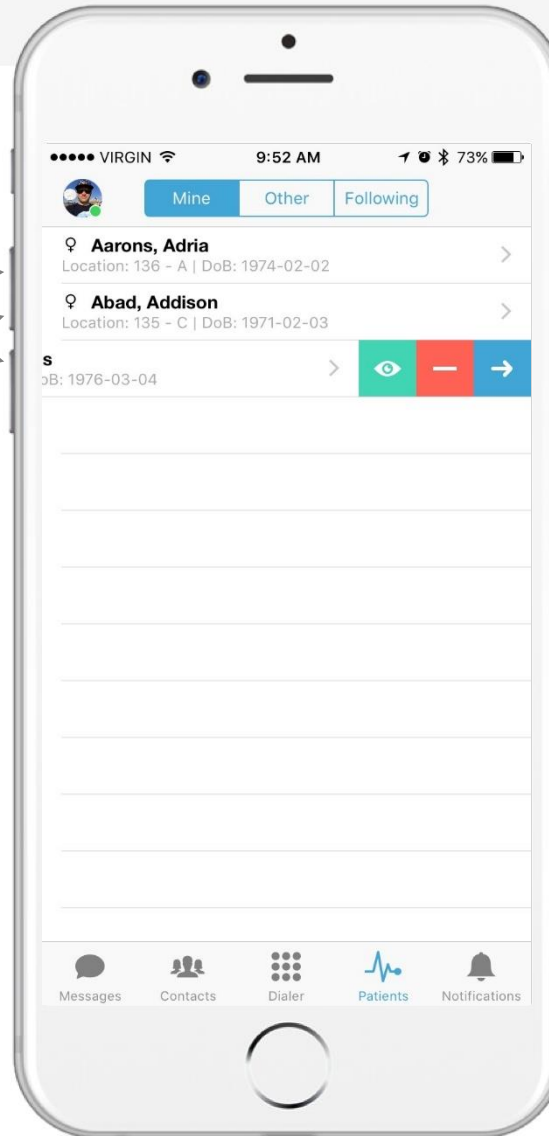 VIRGIN 9:52 AM 73%
Mine Other Following
Aarons, Adria
Location: 136 - A | DoB: 1974-02-02
Abad, Addison
Location: 135 - C | DoB: 1971-02-03
s
oB: 1976-03-04
Messages Contacts Dialer Patients Notifications